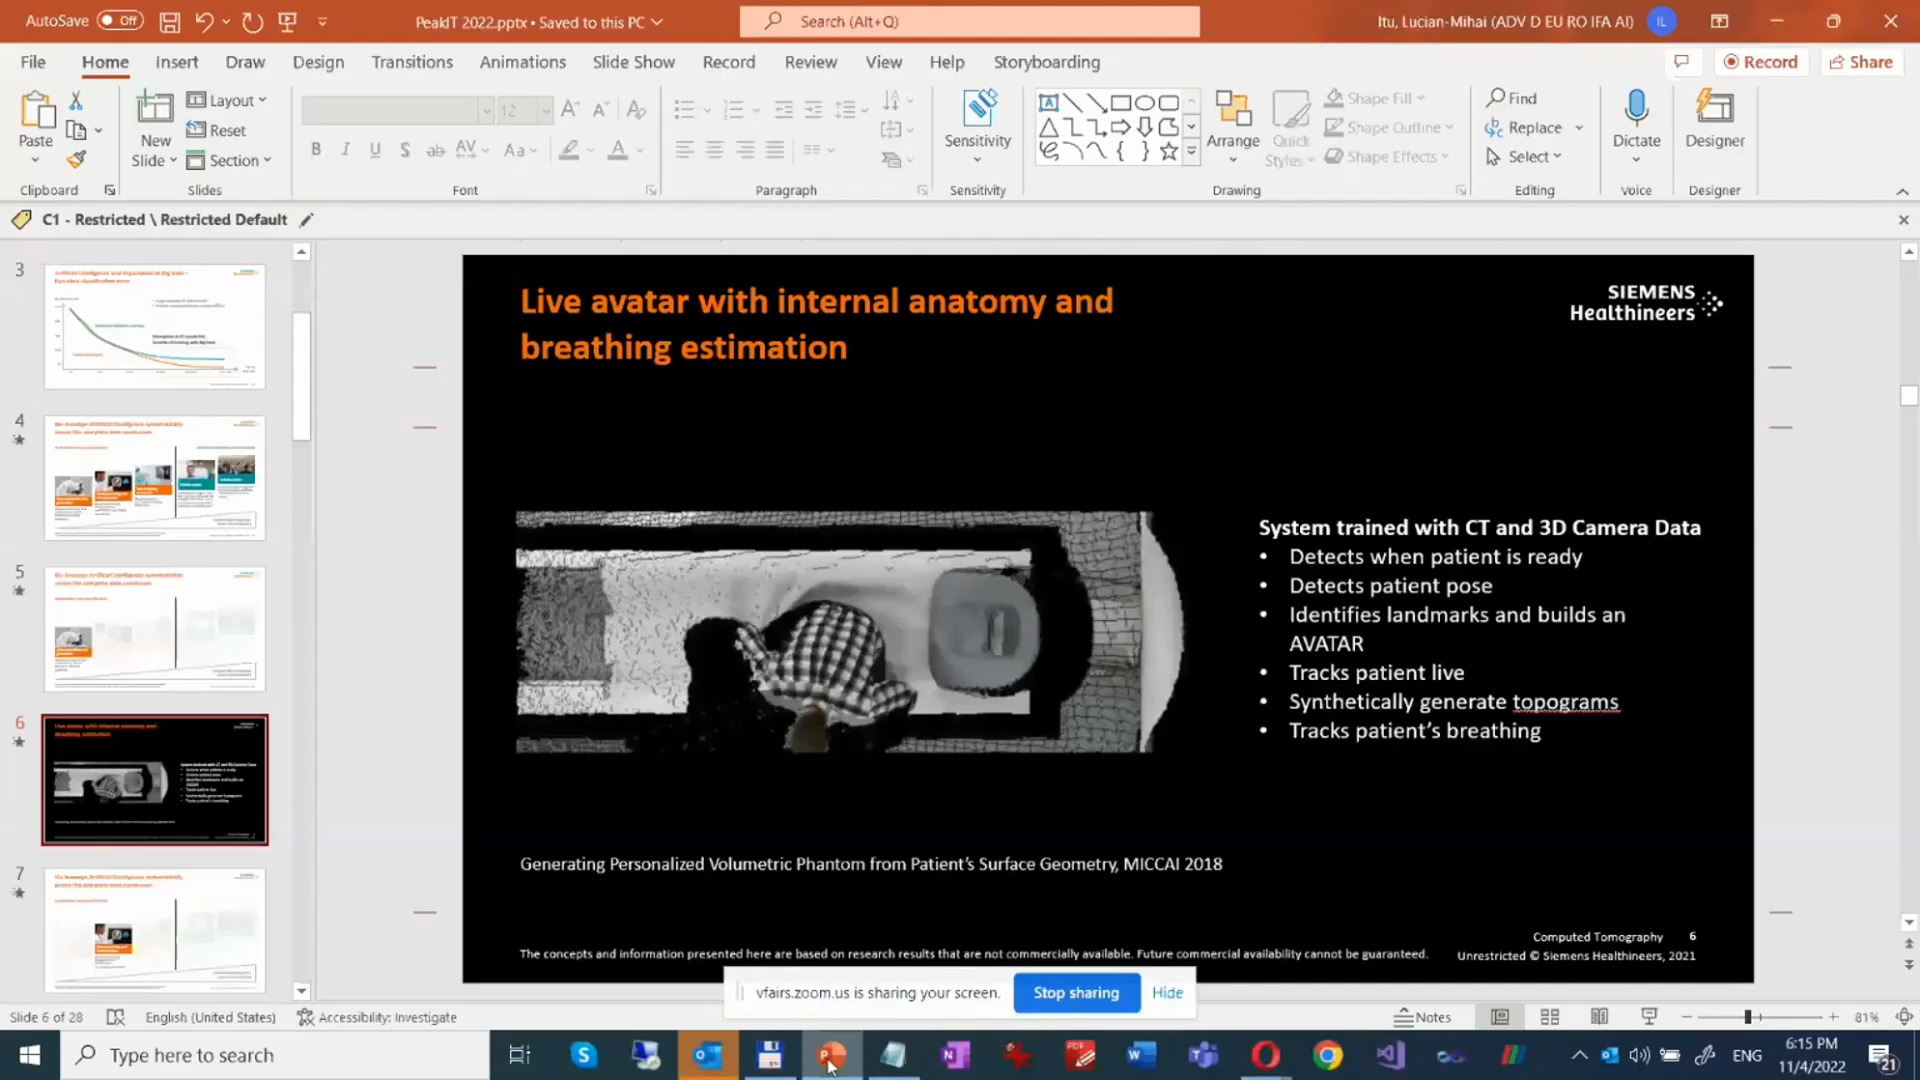 AutoSave Off PeakIT 2022.pptx • Saved to this PC Search (Alt+Q) Itu, Lucian-Mihai (ADV D EU RO IFA AI) IL
File Home Insert Draw Design Transitions Animations Slide Show Record Review View Help Storyboarding Record Share
Paste
New
Slide
Layout
Reset
Section
12
Aa
Sensitivity
Arrange
Quick
Styles
Shape Fill
Shape Outline
Shape Effects
Find
Replace
Select
Dictate
Designer
Clipboard Slides Font Paragraph Sensitivity Drawing Editing Voice Designer
C1 - Restricted \ Restricted Default
3
4
5
6
7
Live avatar with internal anatomy and
breathing estimation
SIEMENS
Healthineers
System trained with CT and 3D Camera Data
• Detects when patient is ready
• Detects patient pose
• Identifies landmarks and builds an
AVATAR
• Tracks patient live
• Synthetically generate topograms
• Tracks patient's breathing
Generating Personalized Volumetric Phantom from Patient's Surface Geometry, MICCAI 2018
Computed Tomography 6
The concepts and information presented here are based on research results that are not commercially available. Future commercial availability cannot be guaranteed. Unrestricted © Siemens Healthineers, 2021
vfairs.zoom.us is sharing your screen. Stop sharing Hide
Slide 6 of 28 English (United States) Accessibility: Investigate Notes 81%
Type here to search
ENG
6:15 PM
11/4/2022
21